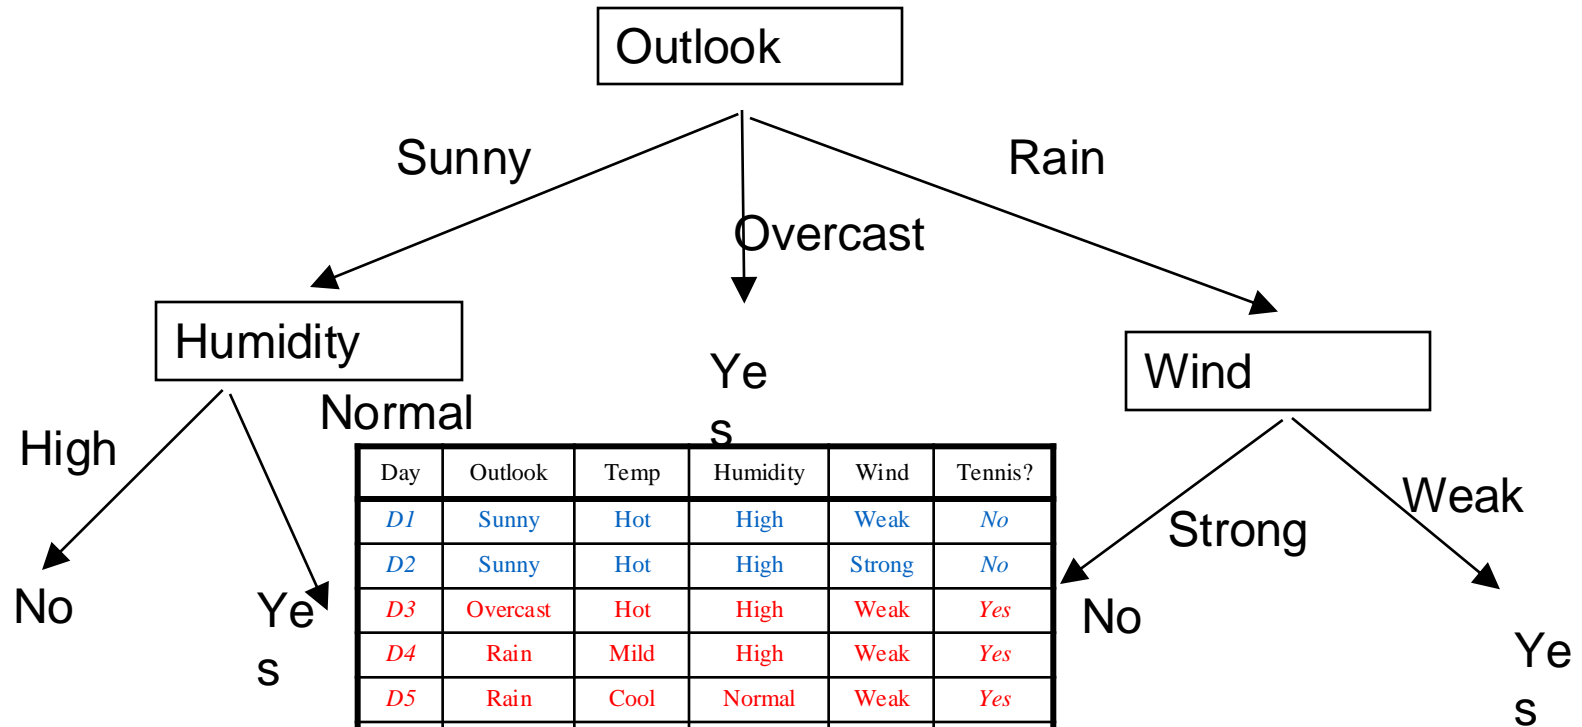 Outlook
Sunny
Rain
Overcast
Humidity
Ye
s
Wind
High
Normal
Strong
Weak
No
Ye
s
No
Ye
s
Day Outlook Temp Humidity Wind Tennis?
D1 Sunny Hot High Weak No
D2 Sunny Hot High Strong No
D3 Overcast Hot High Weak Yes
D4 Rain Mild High Weak Yes
D5 Rain Cool Normal Weak Yes